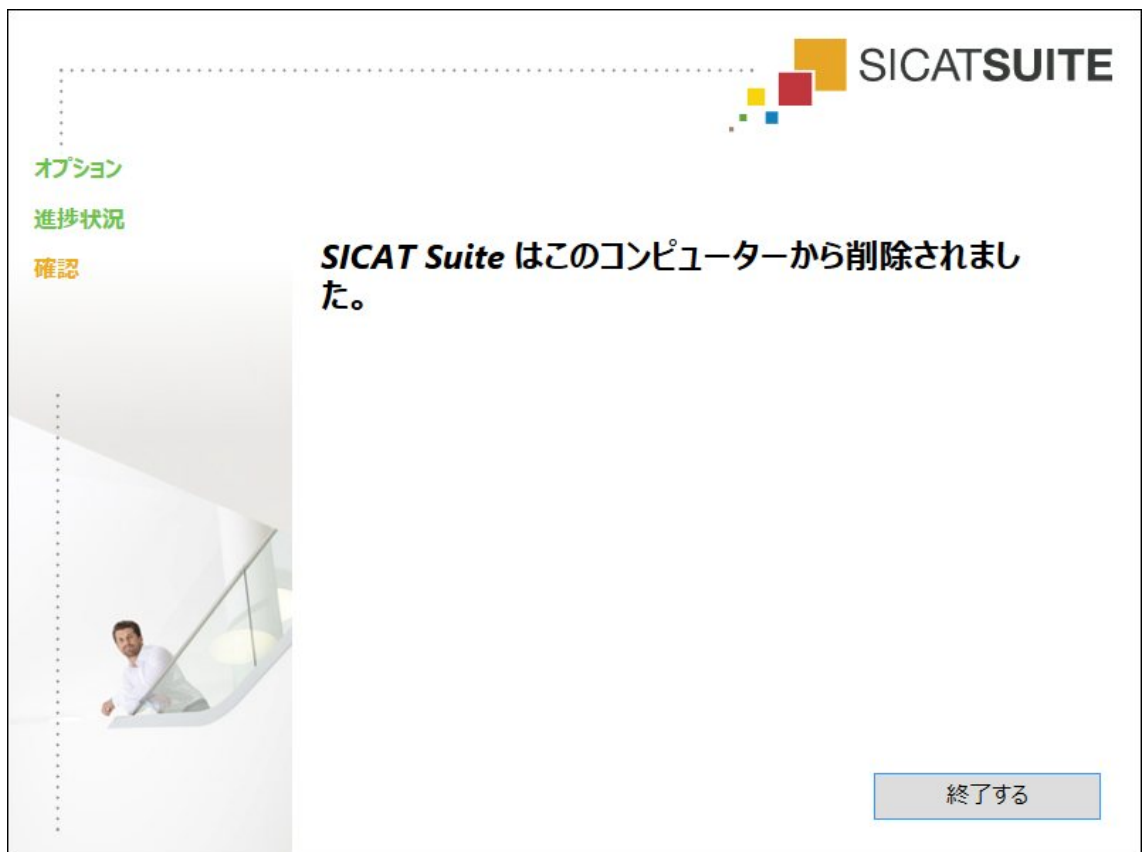 SICATSUITE
オプション
進捗状況
確認
SICAT Suite はこのコンピューターから削除されまし
た。
終了する